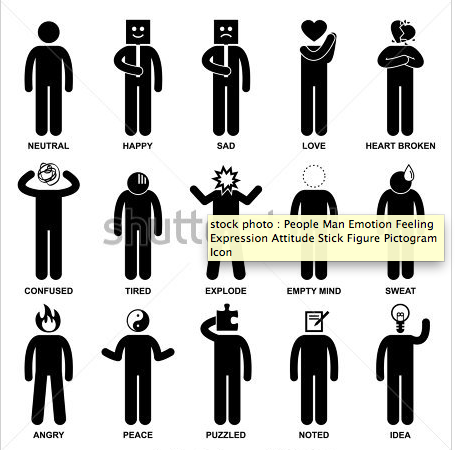 NEUTRAL HAPPY SAD LOVE HEART BROKEN
shutt
stock photo : People Man Emotion Feeling
Expression Attitude Stick Figure Pictogram
Icon
CONFUSED TIRED EXPLODE EMPTY MIND SWEAT
ANGRY PEACE PUZZLED NOTED IDEA